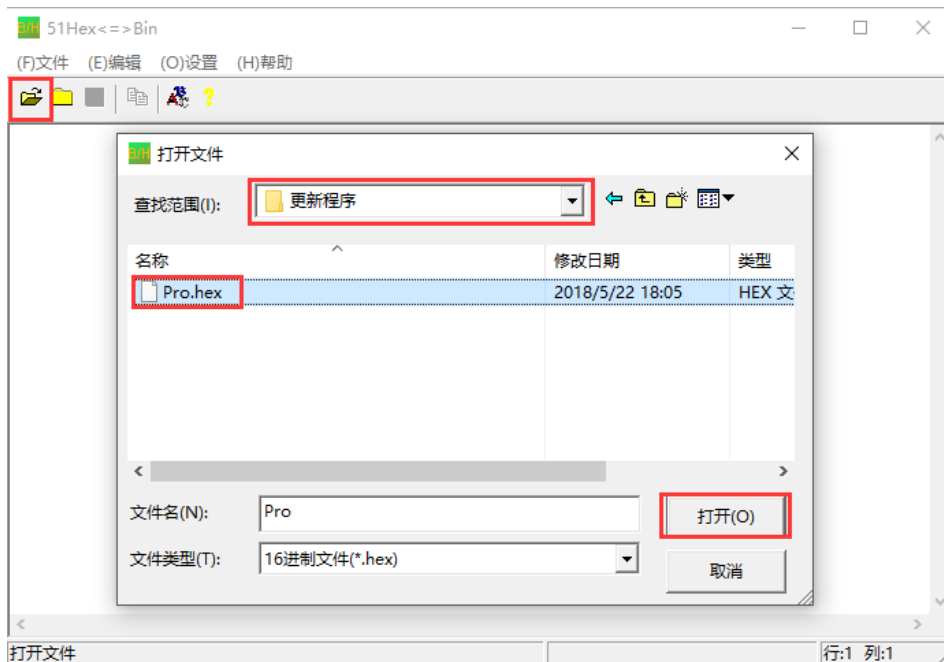 B/H 51Hex<=>Bin
(F)文件 (E)编辑 (O)设置 (H)帮助
B/H 打开文件
查找范围(I): 更新程序
名称 修改日期 类型
Pro.hex 2018/5/22 18:05 HEX 文
文件名(N): Pro 打开(O)
文件类型(T): 16进制文件(*.hex) 取消
打开文件 行:1 列:1